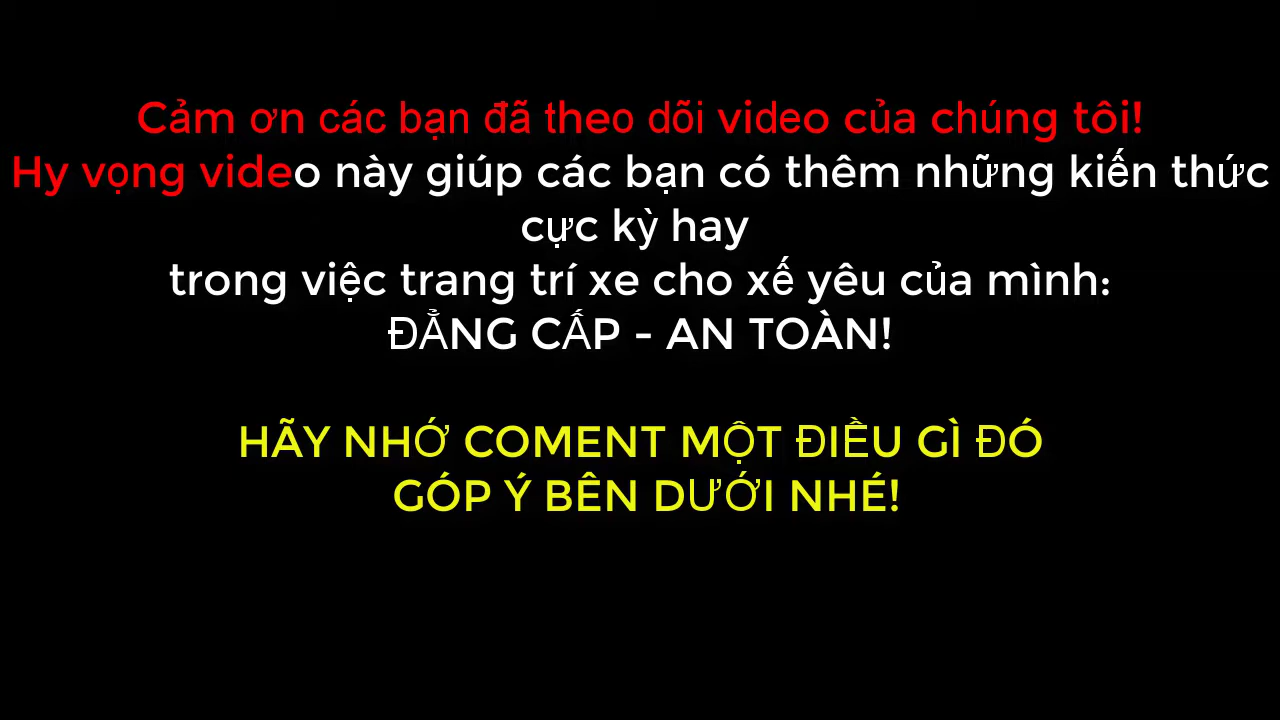 Cảm ơn các bạn đã theo dõi video của chúng tôi!
Hy vọng video này giúp các bạn có thêm những kiến thức
cực kỳ hay
trong việc trang trí xe cho xế yêu của mình:
ĐẲNG CẤP - AN TOÀN!
HÃY NHỚ COMENT MỘT ĐIỀU GÌ ĐÓ
GÓP Ý BÊN DƯỚI NHÉ!